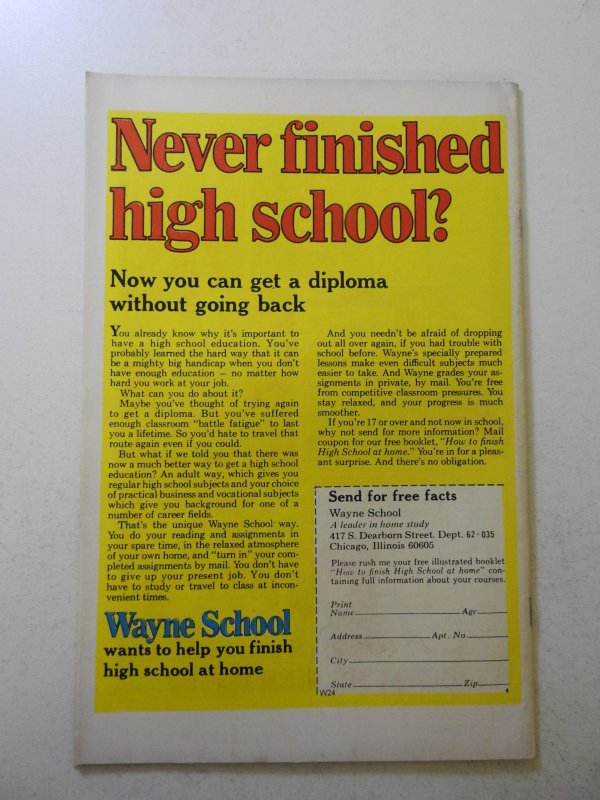 Never finished
high school?
Now you can get a diploma
without going back
You already know why it's important to
have a high school education. You've
probably learned the hard way that it can
be a mighty big handicap when you don't
have enough education – no matter how
hard you work at your job.
What can you do about it?
Maybe you've thought of trying again
to get a diploma. But you've suffered
enough classroom "battle fatigue" to last
you a lifetime. So you'd hate to travel that
route again even if you could.
But what if we told you that there was
now a much better way to get a high school
education? An adult way, which gives you
regular high school subjects and your choice
of practical business and vocational subjects
which give you background for one of a
number of career fields.
That's the unique Wayne School way.
You do your reading and assignments in
your spare time, in the relaxed atmosphere
of your own home, and "turn in" your com-
pleted assignments by mail. You don't have
to give up your present job. You don't
have to study or travel to class at incon-
venient times.
Wayne School
wants to help you finish
high school at home
And you needn't be afraid of dropping
out all over again, if you had trouble with
school before. Wayne's specially prepared
lessons make even difficult subjects much
easier to take. And Wayne grades your as-
signments in private, by mail. You're free
from competitive classroom pressures. You
stay relaxed, and your progress is much
smoother.
If you're 17 or over and not now in school,
why not send for more information? Mail
coupon for our free booklet, "How to finish
High School at home." You're in for a pleas-
ant surprise. And there's no obligation.
Send for free facts
Wayne School
A leader in home study
417 S. Dearborn Street, Dept. 62-035
Chicago, Illinois 60605
Please rush me your free illustrated booklet
"How to finish High School at home" con-
taining full information about your courses.
Print
Name Age
Address Apt. No.
City
State Zip
W24 4